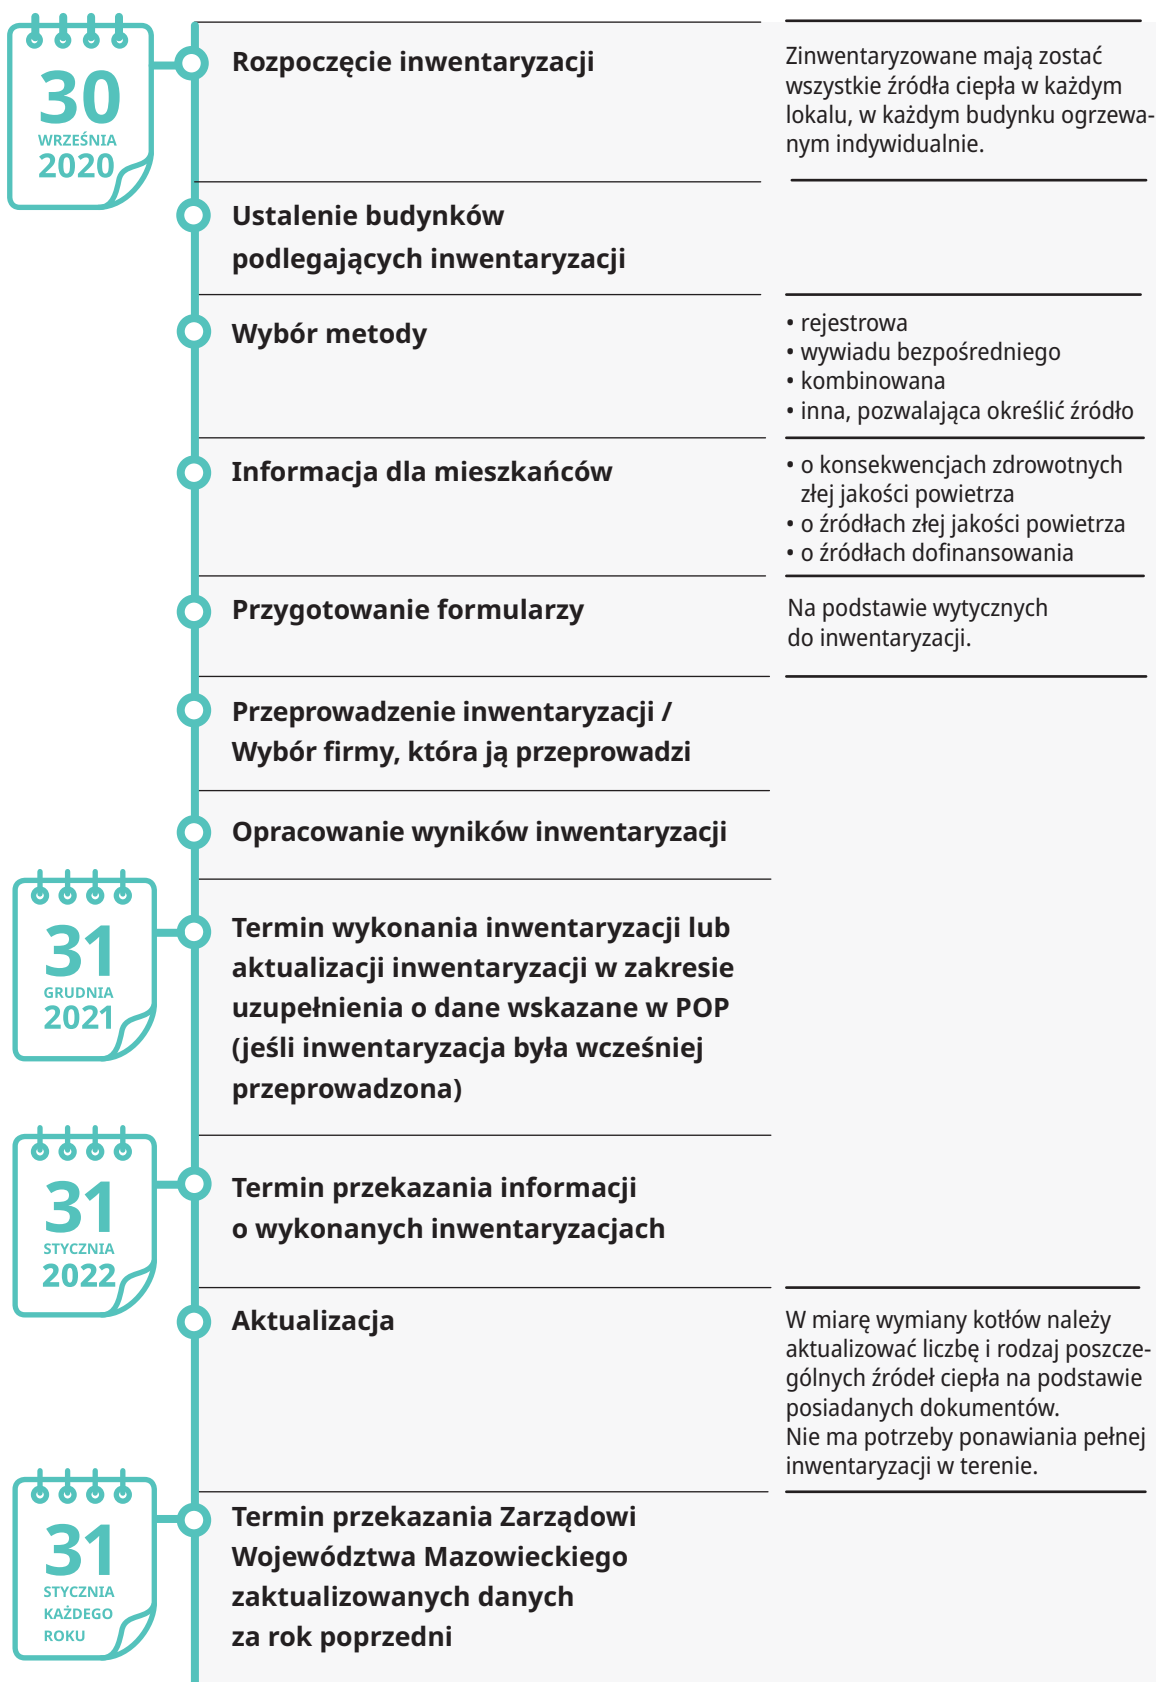 30
WRZEŚNIA
2020
Rozpoczęcie inwentaryzacji
Zinwentaryzowane mają zostać
wszystkie źródła ciepła w każdym
lokalu, w każdym budynku ogrzewa-
nym indywidualnie.
Ustalenie budynków
podlegających inwentaryzacji
Wybór metody
• rejestrowa
• wywiadu bezpośredniego
• kombinowana
• inna, pozwalająca określić źródło
Informacja dla mieszkańców
• o konsekwencjach zdrowotnych
złej jakości powietrza
• o źródłach złej jakości powietrza
• o źródłach dofinansowania
Przygotowanie formularzy
Na podstawie wytycznych
do inwentaryzacji.
Przeprowadzenie inwentaryzacji /
Wybór firmy, która ją przeprowadzi
Opracowanie wyników inwentaryzacji
31
GRUDNIA
2021
Termin wykonania inwentaryzacji lub
aktualizacji inwentaryzacji w zakresie
uzupełnienia o dane wskazane w POP
(jeśli inwentaryzacja była wcześniej
przeprowadzona)
31
STYCZNIA
2022
Termin przekazania informacji
o wykonanych inwentaryzacjach
Aktualizacja
W miarę wymiany kotłów należy
aktualizować liczbę i rodzaj poszcze-
gólnych źródeł ciepła na podstawie
posiadanych dokumentów.
Nie ma potrzeby ponawiania pełnej
inwentaryzacji w terenie.
31
STYCZNIA
KAŻDEGO
ROKU
Termin przekazania Zarządowi
Województwa Mazowieckiego
zaktualizowanych danych
za rok poprzedni